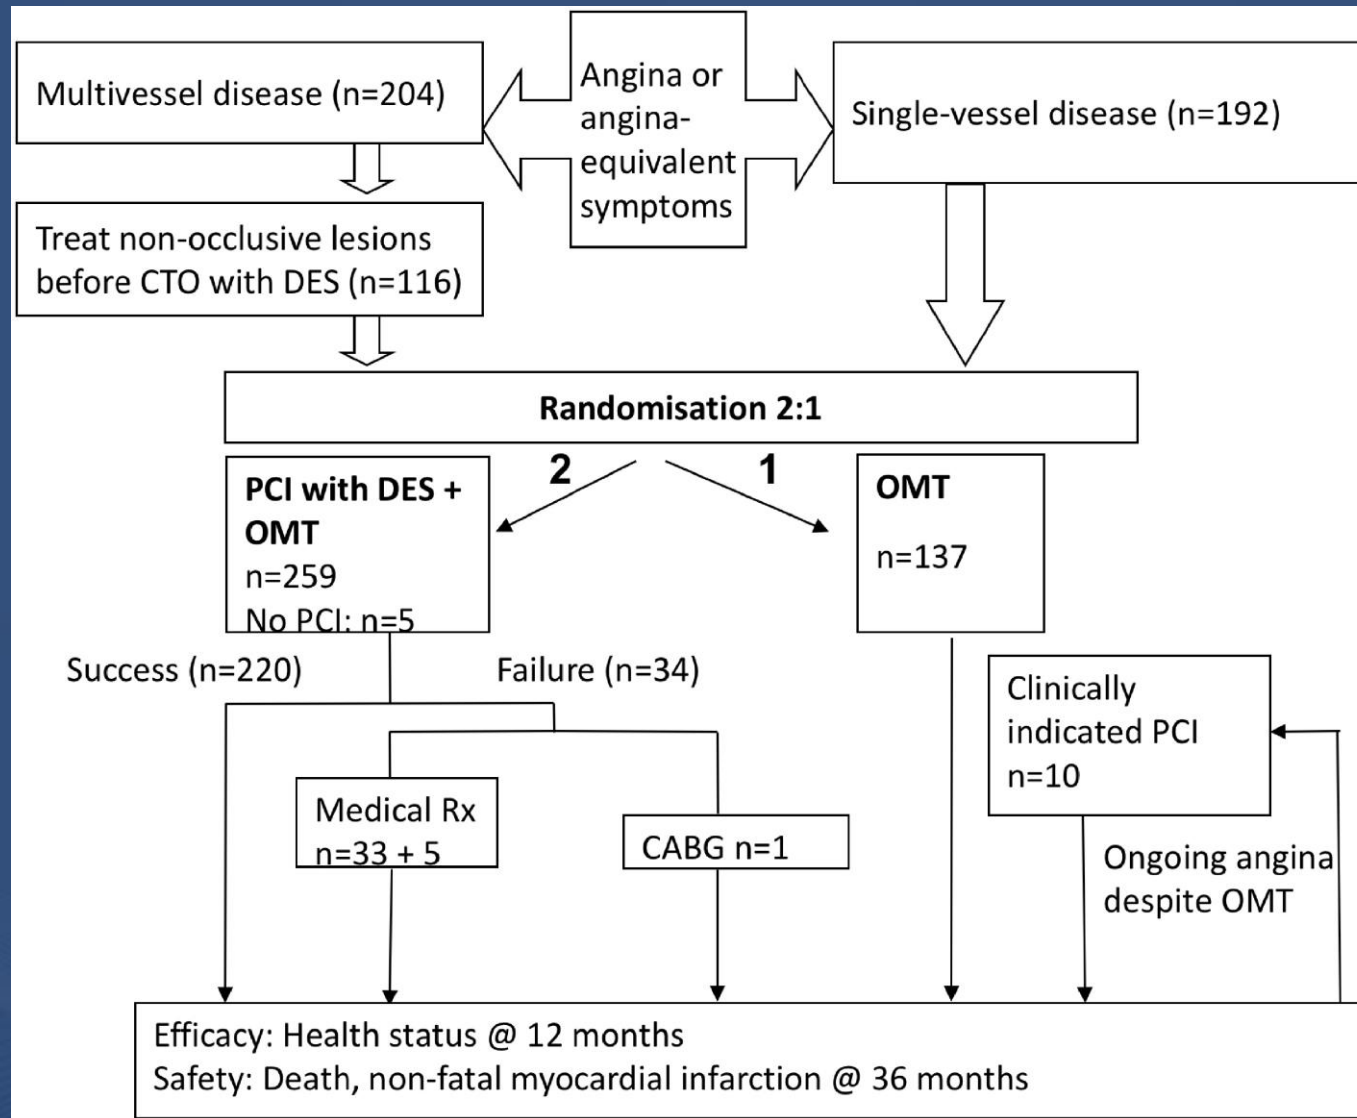 Multivessel disease (n=204)
Angina or
angina-
equivalent
symptoms
Single-vessel disease (n=192)
Treat non-occlusive lesions
before CTO with DES (n=116)
Randomisation 2:1
2
1
PCI with DES +
OMT
n=259
No PCI: n=5
OMT
n=137
Success (n=220)
Failure (n=34)
Clinically
indicated PCI
n=10
Medical Rx
n=33 + 5
CABG n=1
Ongoing angina
despite OMT
Efficacy: Health status @ 12 months
Safety: Death, non-fatal myocardial infarction @ 36 months